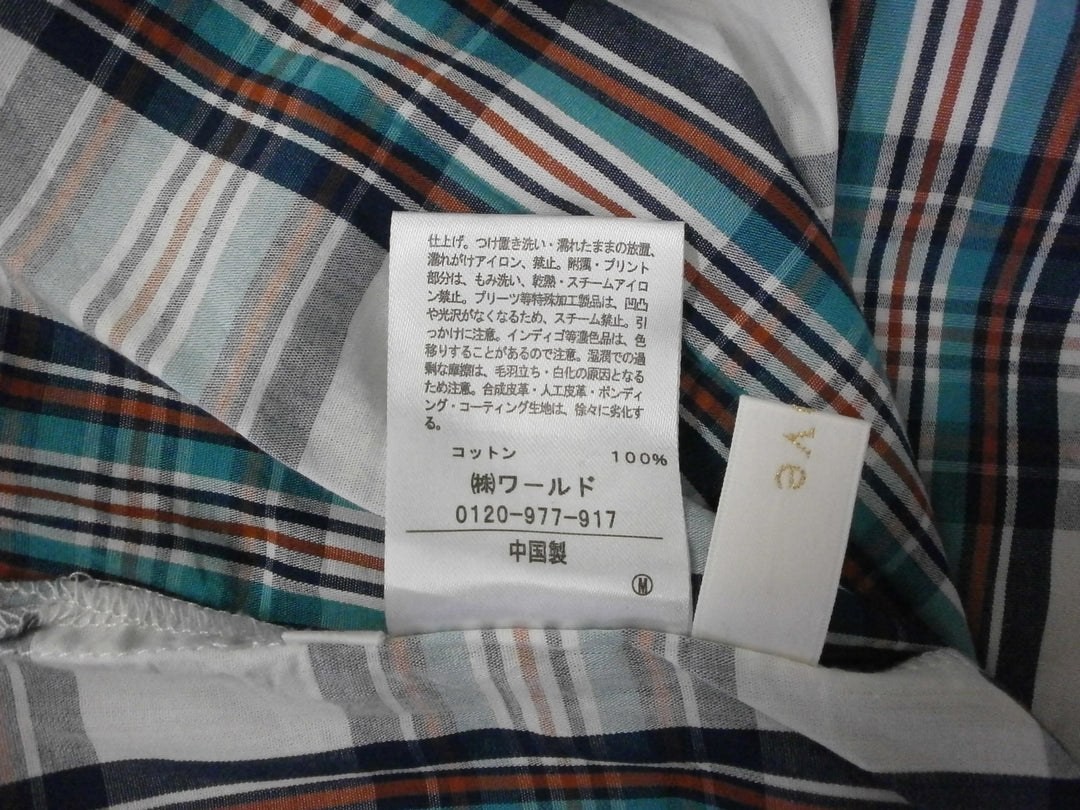 仕上げ。つけ置き洗い・濡れたままの放置、
濡れがけアイロン、禁止。附属・プリント
部分は、もみ洗い、乾熱・スチームアイロ
ン禁止。プリーツ等特殊加工製品は、凹凸
や光沢がなくなるため、スチーム禁止。引
っかけに注意。インディゴ等濃色品は、色
移りすることがあるので注意。湿潤での過
剰な摩擦は、毛羽立ち・白化の原因となる
ため注意。合成皮革・人工皮革・ボンディ
ング・コーティング生地は、徐々に劣化す
る。
コットン 100%
㈱ワールド
0120-977-917
中国製
Ⓜ
ve